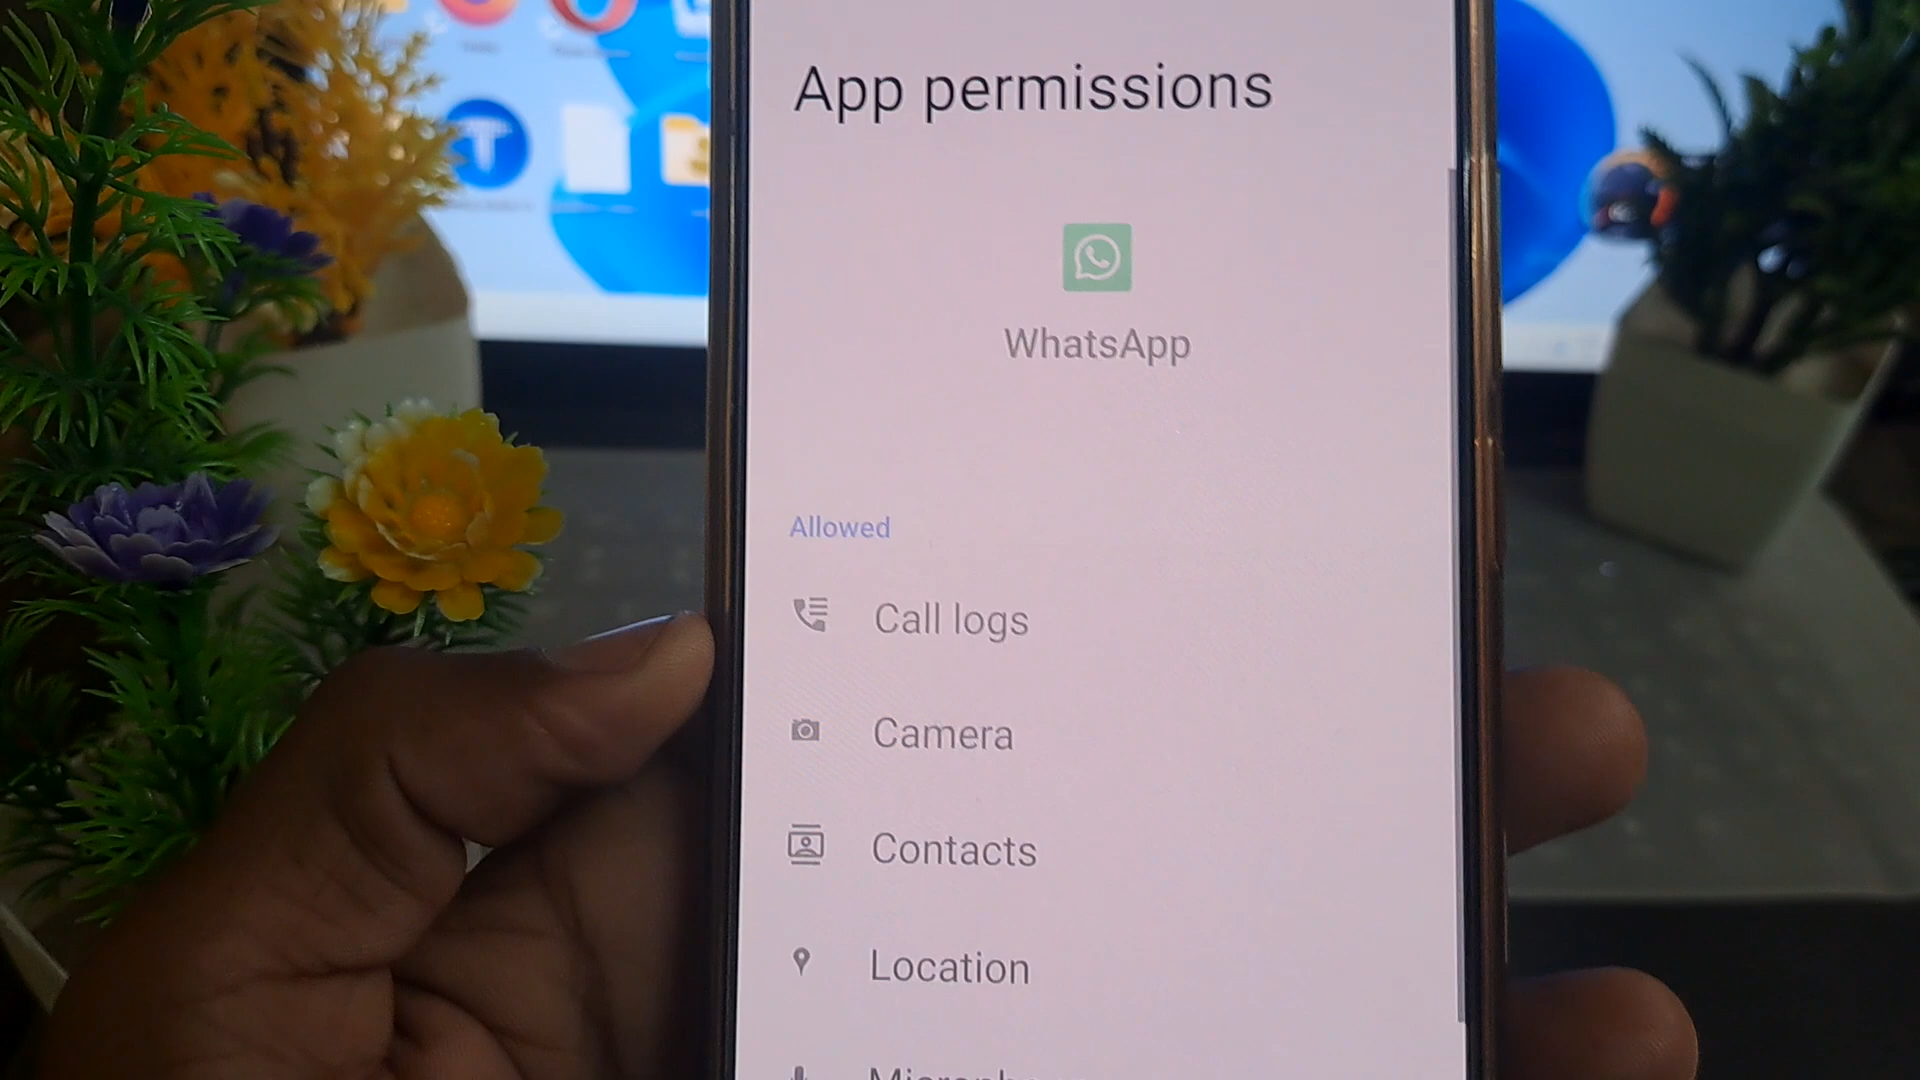 App permissions
WhatsApp
Allowed
Call logs
Camera
Contacts
Location